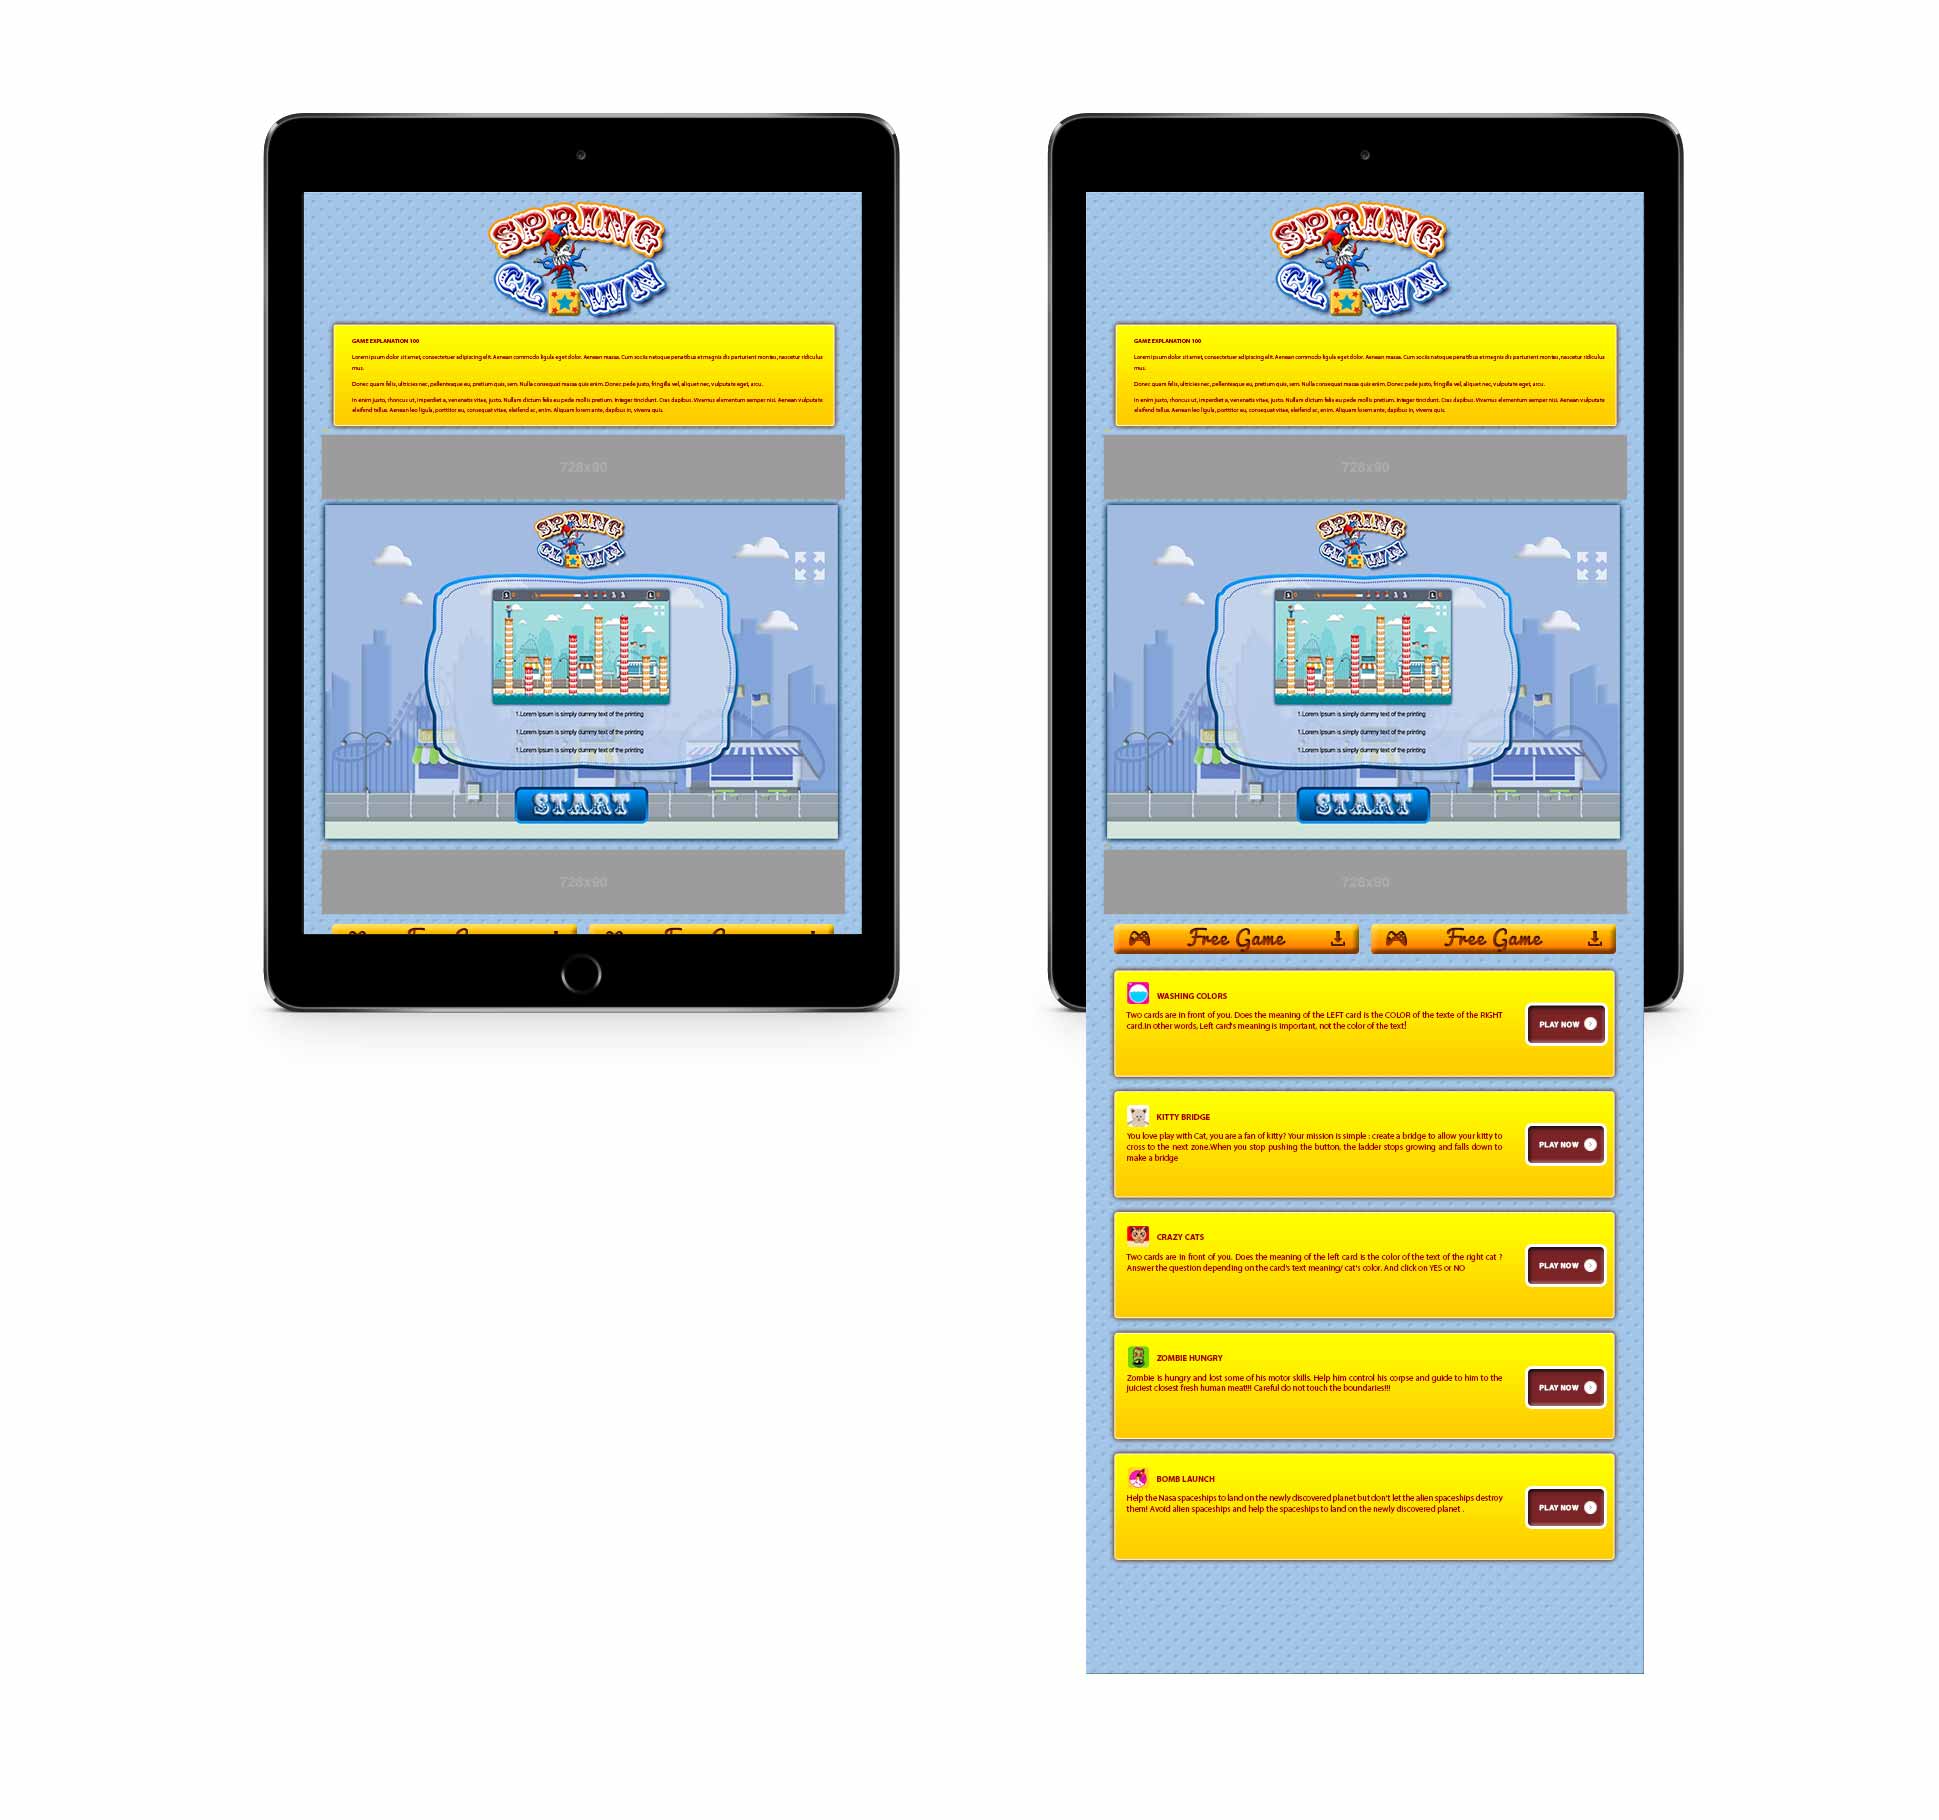 SPRING
CL WN
GAME EXPLANATION 100
Lorem ipsum dolor sit amet, consectetuer adipiscing elit. Aenean commodo ligula eget dolor. Aenean massa. Cum sociis natoque penatibus et magnis dis parturient montes, nascetur ridiculus
mus.
Donec quam felis, ultricies nec, pellentesque eu, pretium quis, sem. Nulla consequat massa quis enim. Donec pede justo, fringilla vel, aliquet nec, vulputate eget, arcu.
In enim justo, rhoncus ut, imperdiet a, venenatis vitae, justo. Nullam dictum felis eu pede mollis pretium. Integer tincidunt. Cras dapibus. Vivamus elementum semper nisi. Aenean vulputate
eleifend tellus. Aenean leo ligula, porttitor eu, consequat vitae, eleifend ac, enim. Aliquam lorem ante, dapibus in, viverra quis.
728x90
SPRING
CL WN
1.Lorem Ipsum is simply dummy text of the printing
1.Lorem Ipsum is simply dummy text of the printing
1.Lorem Ipsum is simply dummy text of the printing
START
728x90
SPRING
CL WN
GAME EXPLANATION 100
Lorem ipsum dolor sit amet, consectetuer adipiscing elit. Aenean commodo ligula eget dolor. Aenean massa. Cum sociis natoque penatibus et magnis dis parturient montes, nascetur ridiculus
mus.
Donec quam felis, ultricies nec, pellentesque eu, pretium quis, sem. Nulla consequat massa quis enim. Donec pede justo, fringilla vel, aliquet nec, vulputate eget, arcu.
In enim justo, rhoncus ut, imperdiet a, venenatis vitae, justo. Nullam dictum felis eu pede mollis pretium. Integer tincidunt. Cras dapibus. Vivamus elementum semper nisi. Aenean vulputate
eleifend tellus. Aenean leo ligula, porttitor eu, consequat vitae, eleifend ac, enim. Aliquam lorem ante, dapibus in, viverra quis.
728x90
SPRING
CL WN
1.Lorem Ipsum is simply dummy text of the printing
1.Lorem Ipsum is simply dummy text of the printing
1.Lorem Ipsum is simply dummy text of the printing
START
728x90
Free Game
Free Game
WASHING COLORS
Two cards are in front of you. Does the meaning of the LEFT card is the COLOR of the texte of the RIGHT
card.In other words, Left card's meaning is important, not the color of the text!
PLAY NOW
KITTY BRIDGE
You love play with Cat, you are a fan of kitty? Your mission is simple : create a bridge to allow your kitty to
cross to the next zone.When you stop pushing the button, the ladder stops growing and falls down to
make a bridge
PLAY NOW
CRAZY CATS
Two cards are in front of you. Does the meaning of the left card is the color of the text of the right cat ?
Answer the question depending on the card's text meaning/ cat's color. And click on YES or NO
PLAY NOW
ZOMBIE HUNGRY
Zombie is hungry and lost some of his motor skills. Help him control his corpse and guide to him to the
juiciest closest fresh human meat!!! Careful do not touch the boundaries!!!
PLAY NOW
BOMB LAUNCH
Help the Nasa spaceships to land on the newly discovered planet but don't let the alien spaceships destroy
them! Avoid alien spaceships and help the spaceships to land on the newly discovered planet .
PLAY NOW